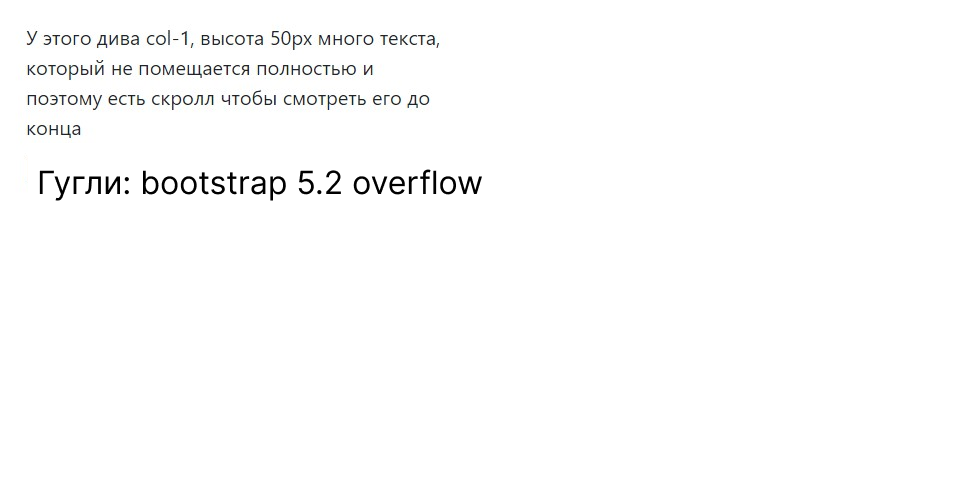 У этого дива col-1, высота 50px много текста,
который не помещается полностью и
поэтому есть скролл чтобы смотреть его до
конца
Гугли: bootstrap 5.2 overflow